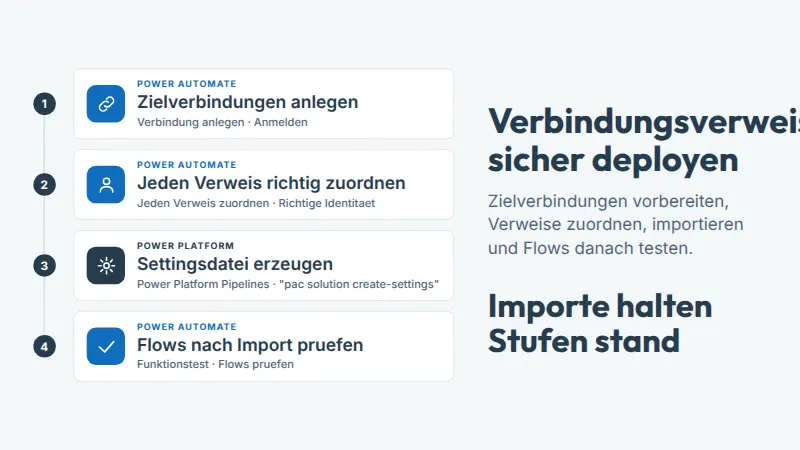 1
POWER AUTOMATE
Zielverbindungen anlegen
Verbindung anlegen · Anmelden
2
POWER AUTOMATE
Jeden Verweis richtig zuordnen
Jeden Verweis zuordnen · Richtige Identitaet
3
POWER PLATFORM
Settingsdatei erzeugen
Power Platform Pipelines · "pac solution create-settings"
4
POWER AUTOMATE
Flows nach Import pruefen
Funktionstest · Flows pruefen
Verbindungsverweis
sicher deployen
Zielverbindungen vorbereiten,
Verweise zuordnen, importieren
und Flows danach testen.
Importe halten
Stufen stand